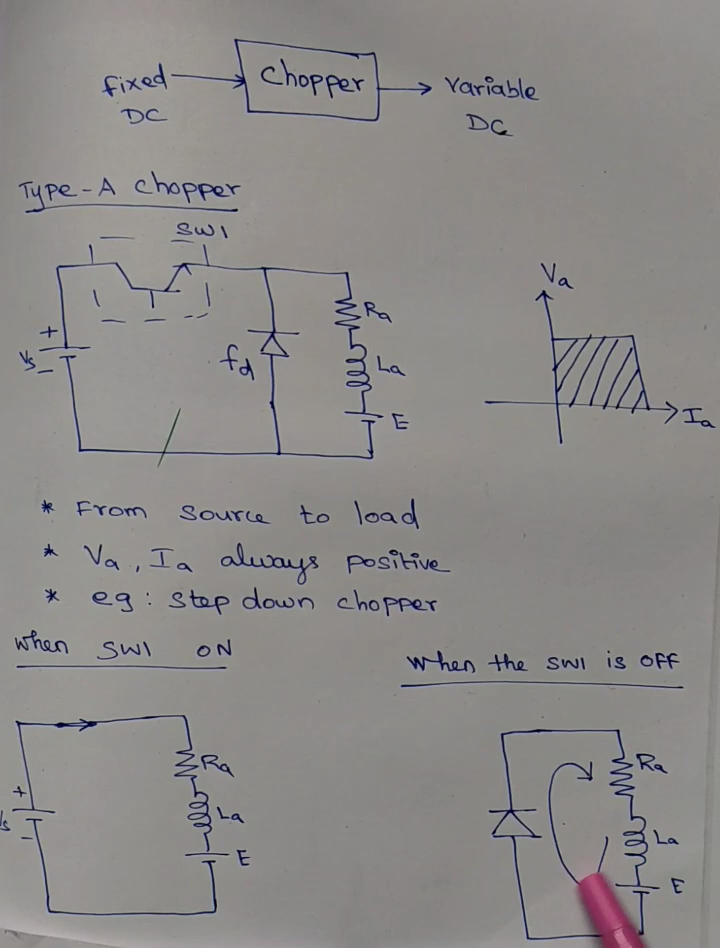 fixed DC
chopper
variable DC
Type-A chopper
SW1
+
Vs
-
fd
Ra
La
E
Va
Ia
* From source to load
* Va, Ia always positive
* eg: step down chopper
when SW1 ON
when the SW1 is OFF
+
Vs
-
Ra
La
E
Ra
La
E